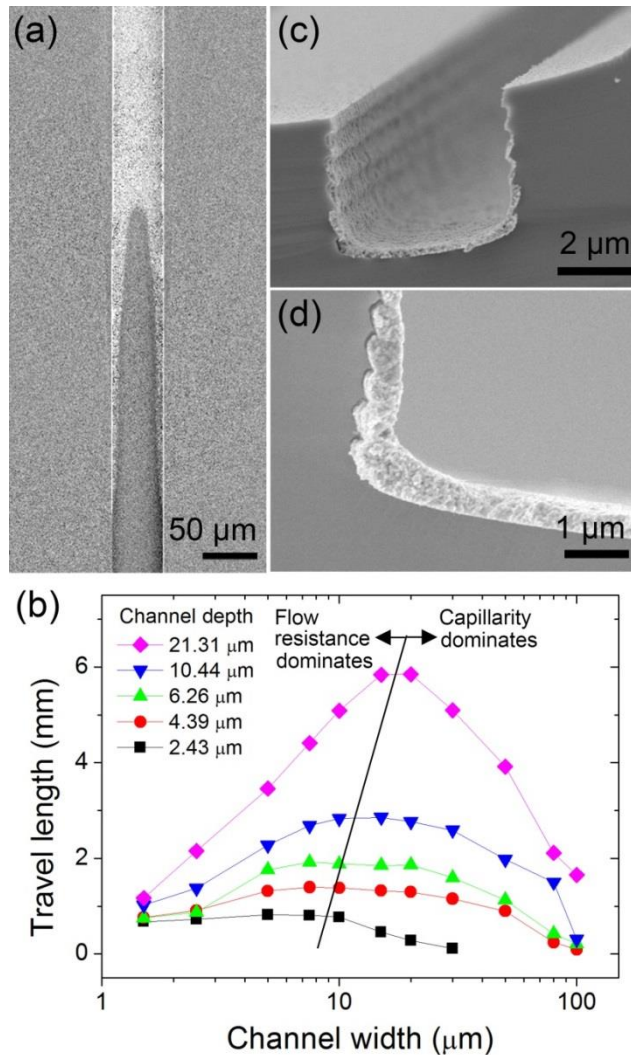 (a)
50 μm
(c)
2 μm
(d)
1 μm
(b)
Channel depth
21.31 μm
10.44 μm
6.26 μm
4.39 μm
2.43 μm
Flow
resistance
dominates
Capillarity
dominates
6
4
2
0
Travel length (mm)
1
10
100
Channel width (μm)